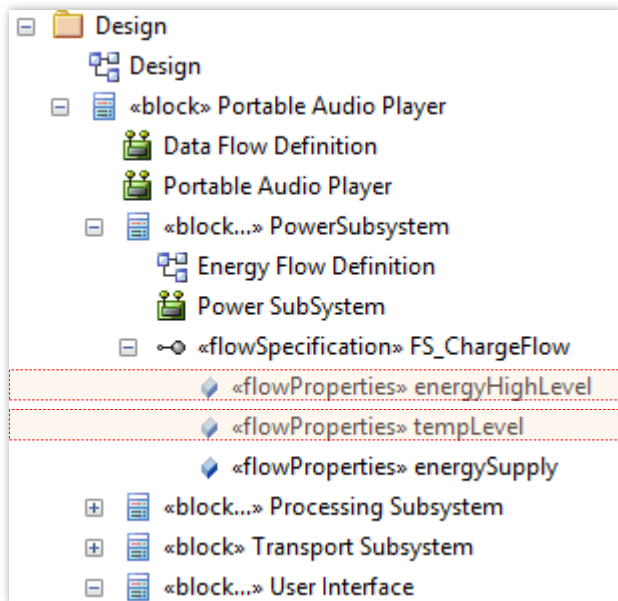 Design
Design
«block» Portable Audio Player
Data Flow Definition
Portable Audio Player
«block...» PowerSubsystem
Energy Flow Definition
Power SubSystem
«flowSpecification» FS_ChargeFlow
«flowProperties» energyHighLevel
«flowProperties» tempLevel
«flowProperties» energySupply
«block...» Processing Subsystem
«block» Transport Subsystem
«block...» User Interface